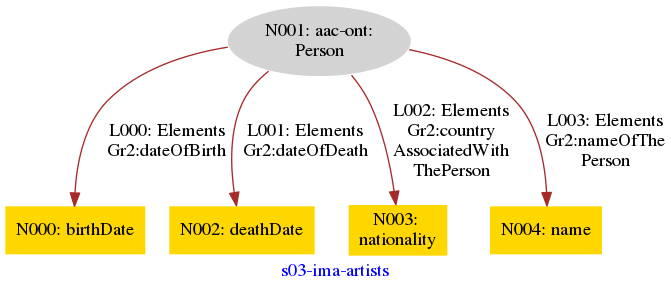 N001: aac-ont:
Person
L000: Elements
Gr2:dateOfBirth
L001: Elements
Gr2:dateOfDeath
L002: Elements
Gr2:country
AssociatedWith
ThePerson
L003: Elements
Gr2:nameOfThe
Person
N000: birthDate
N002: deathDate
N003:
nationality
N004: name
s03-ima-artists